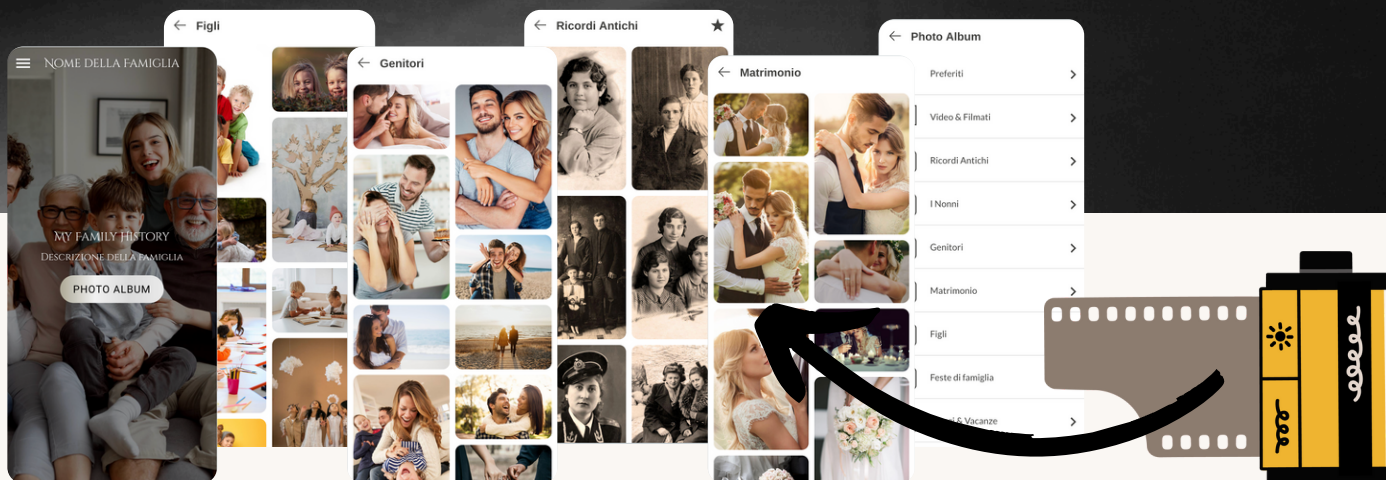 Nome della Famiglia
My Family History
Descrizione della famiglia
PHOTO ALBUM
Figli
Genitori
Ricordi Antichi
Matrimonio
Photo Album
Preferiti
Video & Filmati
Ricordi Antichi
I Nonni
Genitori
Matrimonio
Figli
Feste di famiglia
& Vacanze